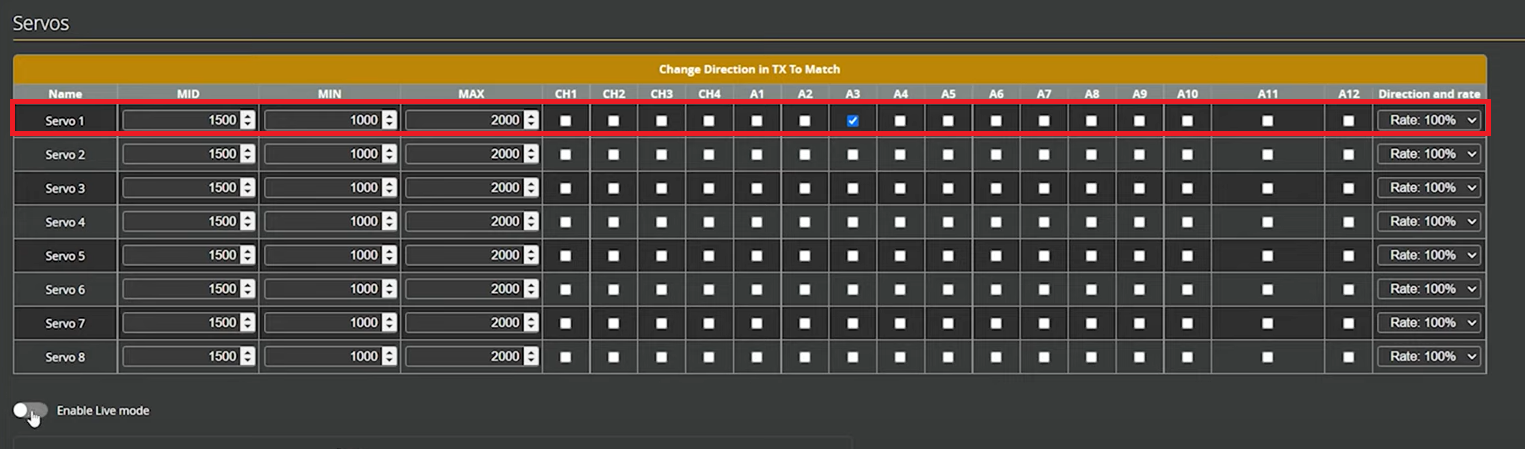 Servos
Change Direction in TX To Match
Name MID MIN MAX CH1 CH2 CH3 CH4 A1 A2 A3 A4 A5 A6 A7 A8 A9 A10 A11 A12 Direction and rate
Servo 1 1500 1000 2000 Rate: 100%
Servo 2 1500 1000 2000 Rate: 100%
Servo 3 1500 1000 2000 Rate: 100%
Servo 4 1500 1000 2000 Rate: 100%
Servo 5 1500 1000 2000 Rate: 100%
Servo 6 1500 1000 2000 Rate: 100%
Servo 7 1500 1000 2000 Rate: 100%
Servo 8 1500 1000 2000 Rate: 100%
Enable Live mode